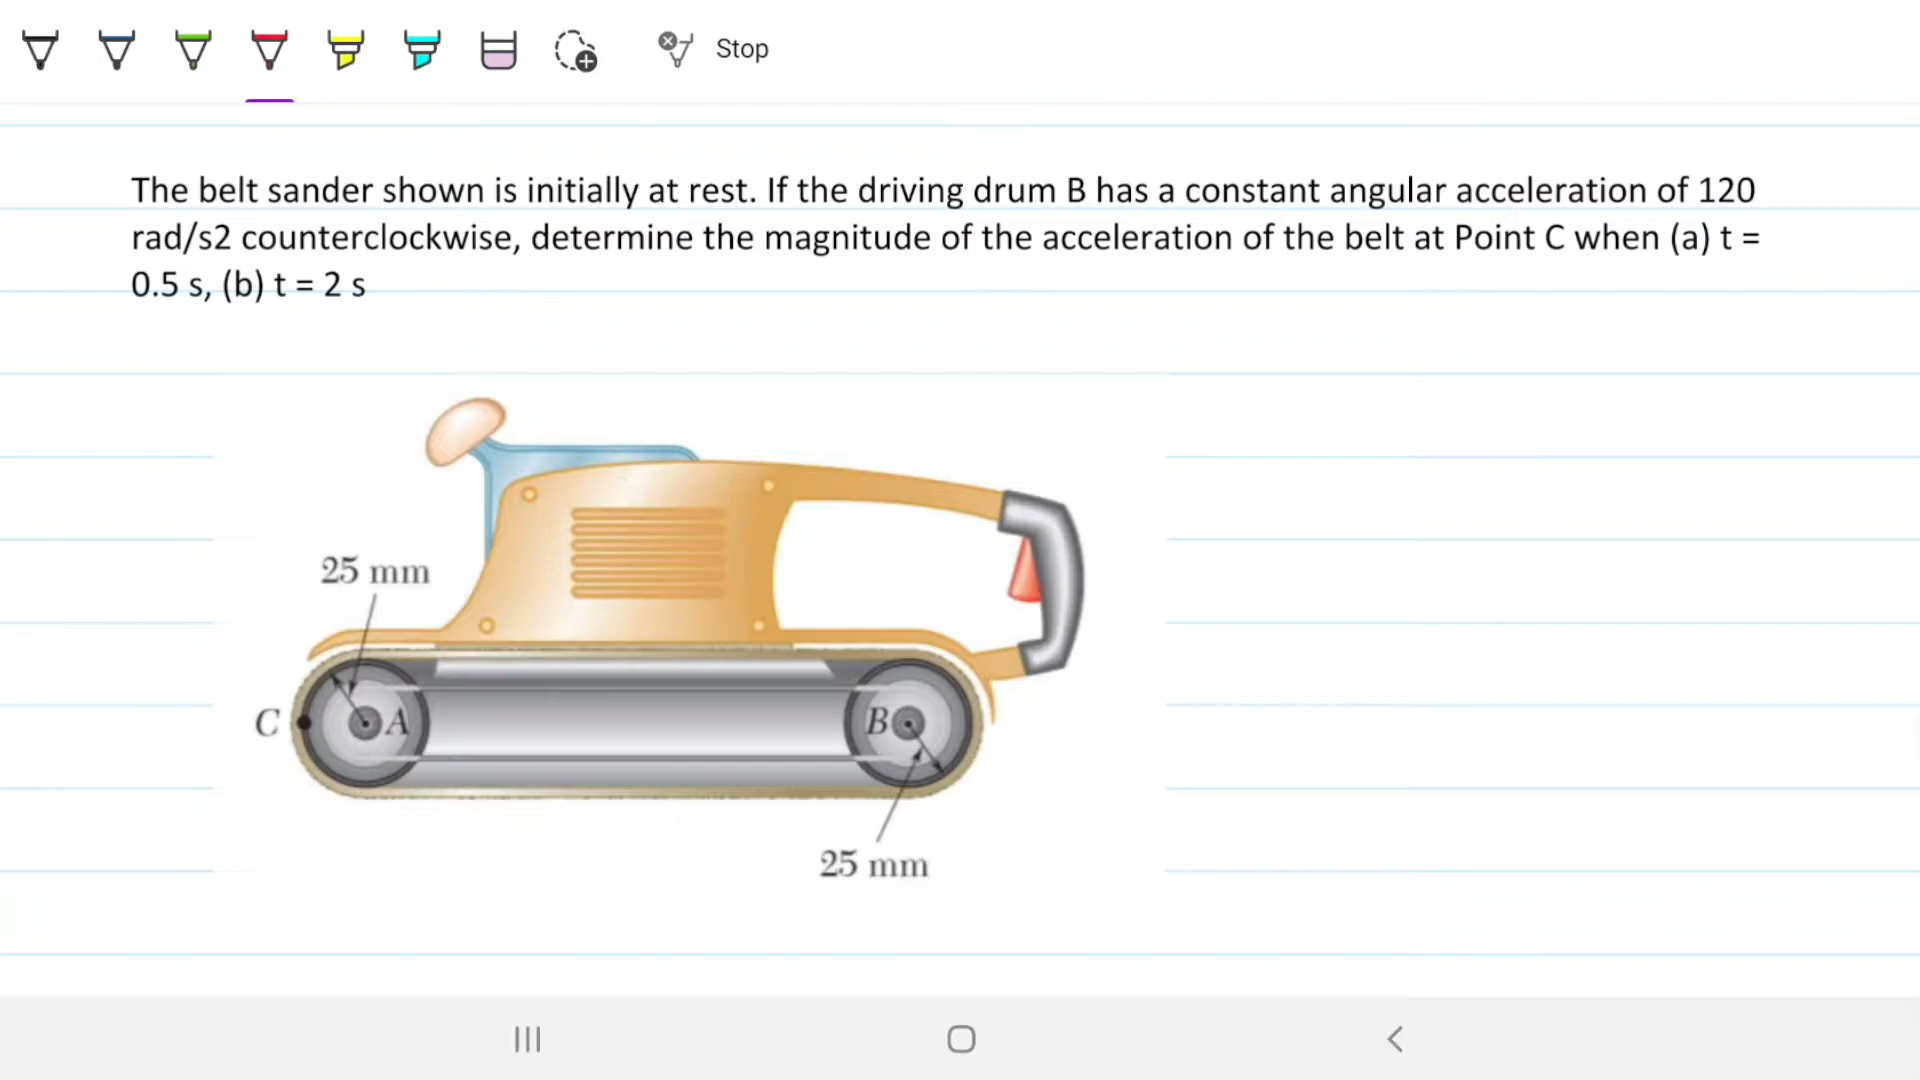 Stop
The belt sander shown is initially at rest. If the driving drum B has a constant angular acceleration of 120
rad/s2 counterclockwise, determine the magnitude of the acceleration of the belt at Point C when (a) t =
0.5 s, (b) t = 2 s
25 mm
C
A
B
25 mm